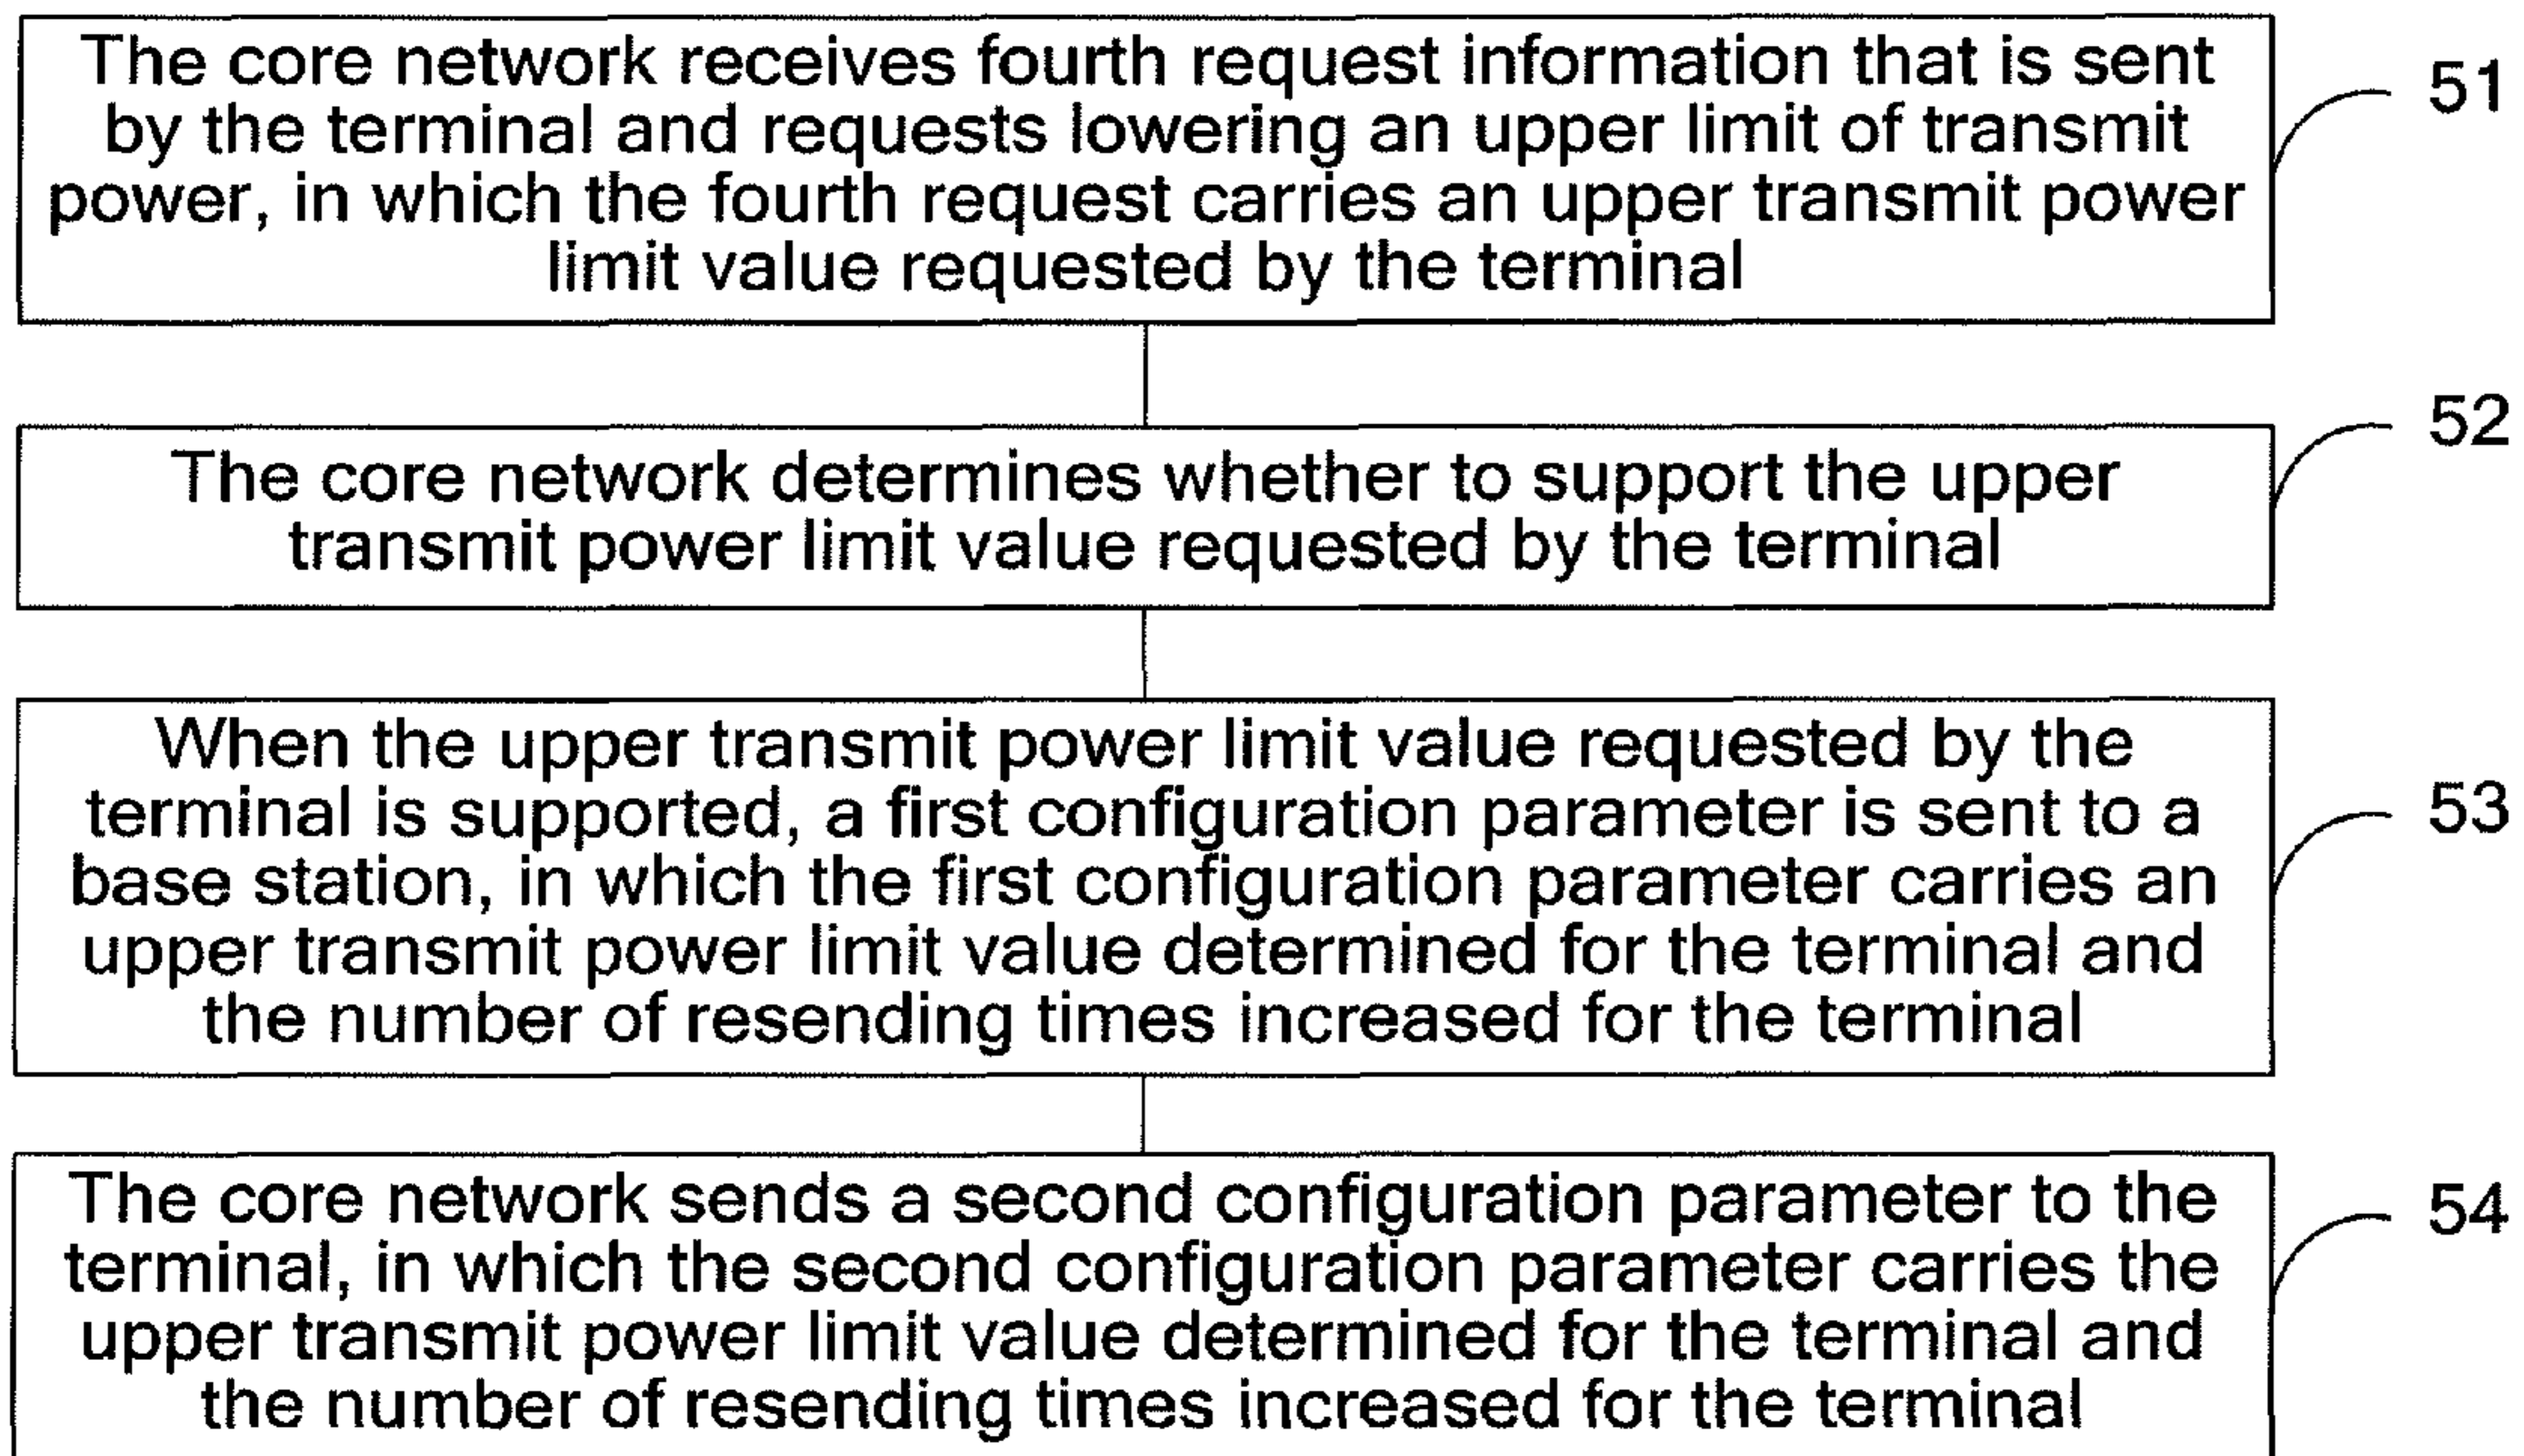 The core network receives fourth request information that is sent
by the terminal and requests lowering an upper limit of transmit
power, in which the fourth request carries an upper transmit power
limit value requested by the terminal
51
The core network determines whether to support the upper
transmit power limit value requested by the terminal
52
When the upper transmit power limit value requested by the
terminal is supported, a first configuration parameter is sent to a
base station, in which the first configuration parameter carries an
upper transmit power limit value determined for the terminal and
the number of resending times increased for the terminal
53
The core network sends a second configuration parameter to the
terminal, in which the second configuration parameter carries the
upper transmit power limit value determined for the terminal and
the number of resending times increased for the terminal
54